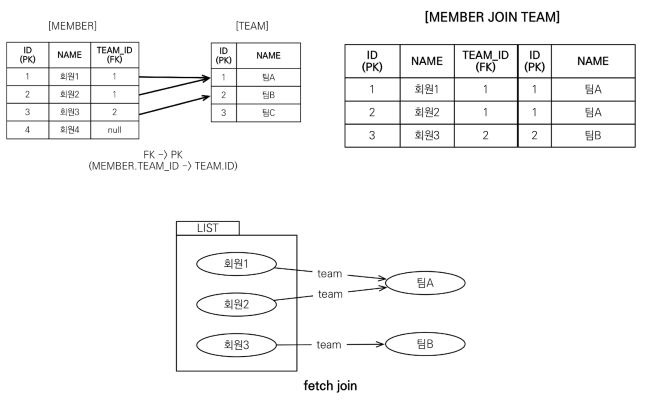 [MEMBER]
ID (PK) NAME TEAM_ID (FK)
1 회원1 1
2 회원2 1
3 회원3 2
4 회원4 null
[TEAM]
ID (PK) NAME
1 팀A
2 팀B
3 팀C
FK -> PK
(MEMBER.TEAM_ID -> TEAM.ID)
[MEMBER JOIN TEAM]
ID (PK) NAME TEAM_ID (FK) ID (PK) NAME
1 회원1 1 1 팀A
2 회원2 1 1 팀A
3 회원3 2 2 팀B
LIST
회원1 team
팀A
회원2 team
회원3 team 팀B
fetch join